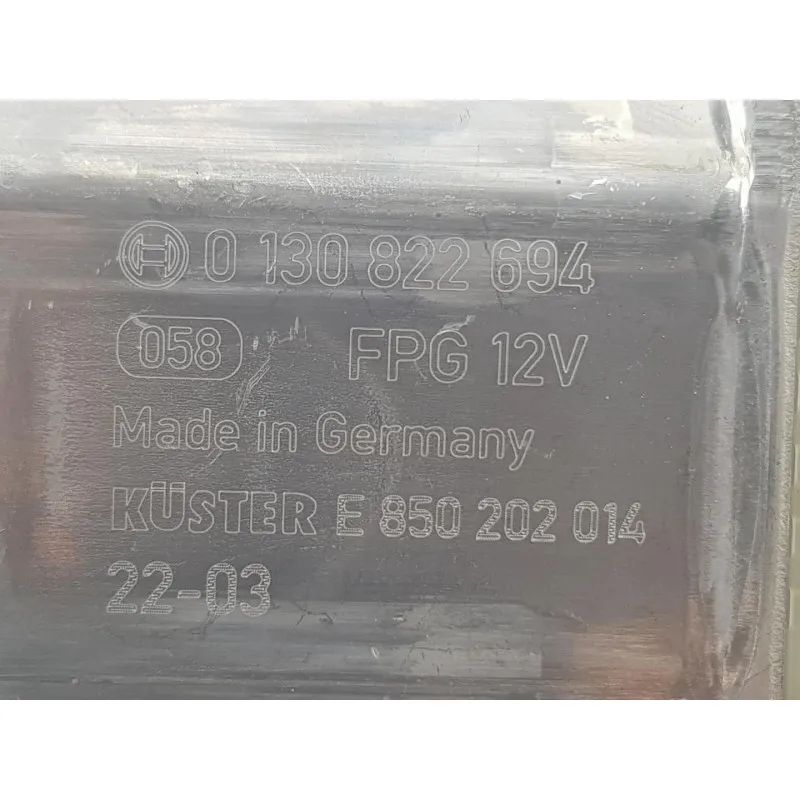 0 130 822 694
058 FPG 12V
Made in Germany
KÜSTER E 850 202 014
22-03